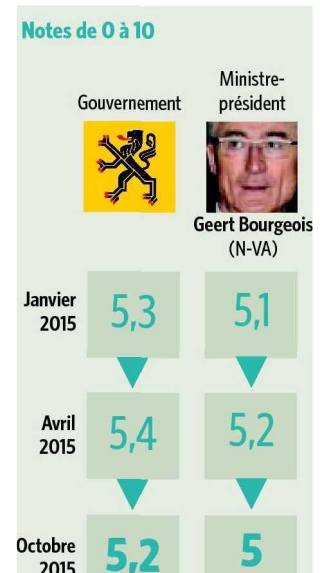 Notes de 0 à 10
Gouvernement
Ministre-
président
Geert Bourgeois
(N-VA)
Janvier
2015
5,3
5,1
Avril
2015
5,4
5,2
Octobre
2015
5,2
5